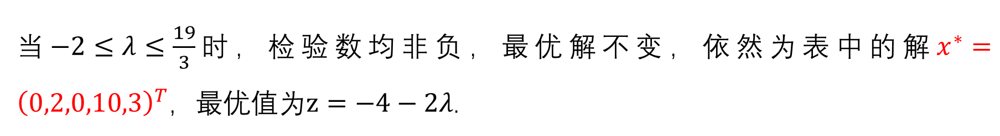 当 −2 ≤ λ ≤ 19/3 时，检验数均非负，最优解不变，依然为表中的解 x* =
(0,2,0,10,3)ᵀ，最优值为z = −4 − 2λ.